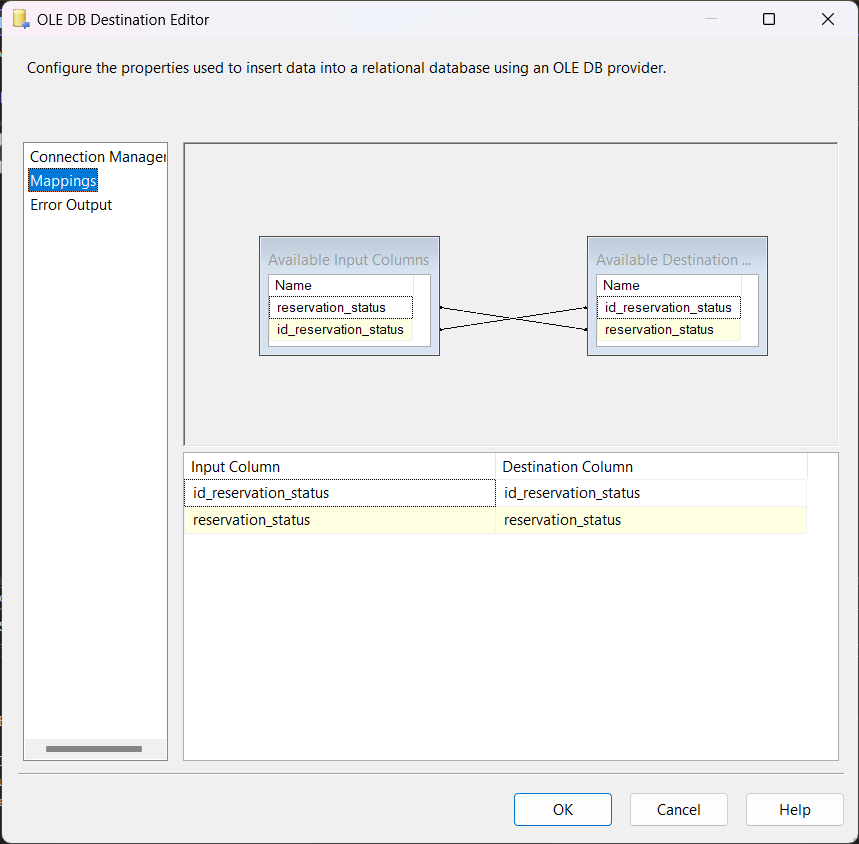 OLE DB Destination Editor
Configure the properties used to insert data into a relational database using an OLE DB provider.
Connection Manager
Mappings
Error Output
Available Input Columns
Name
reservation_status
id_reservation_status
Available Destination ...
Name
id_reservation_status
reservation_status
Input Column Destination Column
id_reservation_status id_reservation_status
reservation_status reservation_status
OK Cancel Help